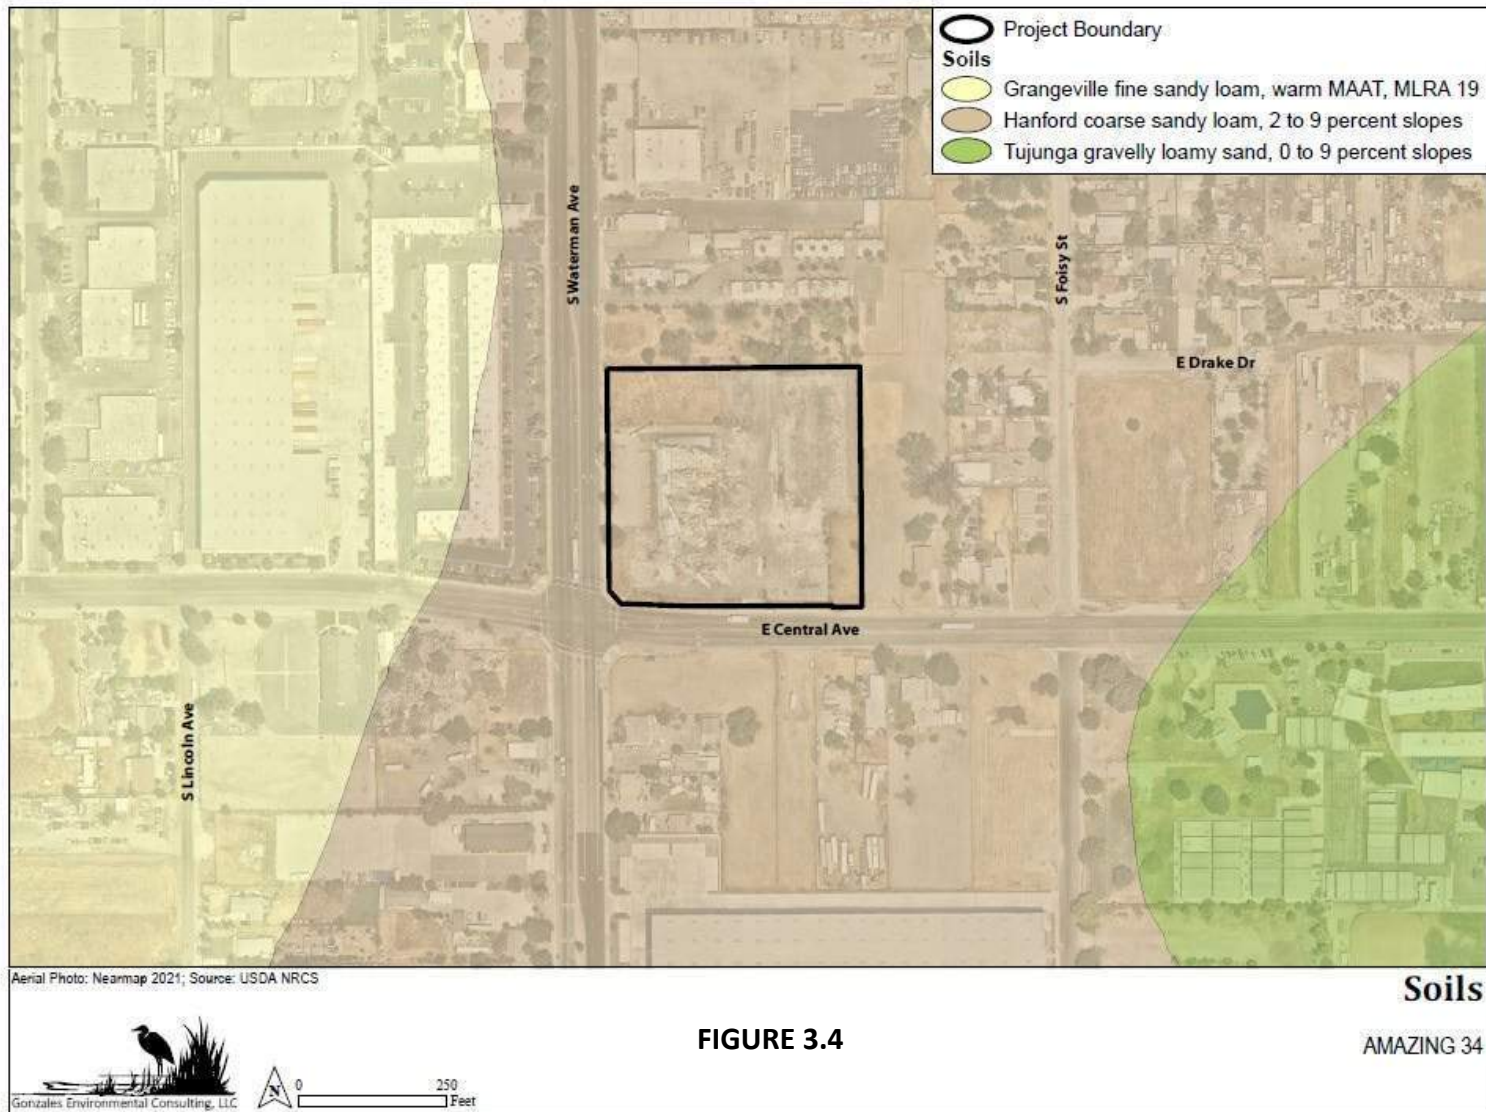 Project Boundary
Soils
Grangeville fine sandy loam, warm MAAT, MLRA 19
Hanford coarse sandy loam, 2 to 9 percent slopes
Tujunga gravelly loamy sand, 0 to 9 percent slopes
S Waterman Ave
S Foisy St
E Drake Dr
E Central Ave
S Lincoln Ave
Aerial Photo: Nearmap 2021; Source: USDA NRCS
Soils
FIGURE 3.4
AMAZING 34
Gonzales Environmental Consulting, LLC
N
0 250
Feet